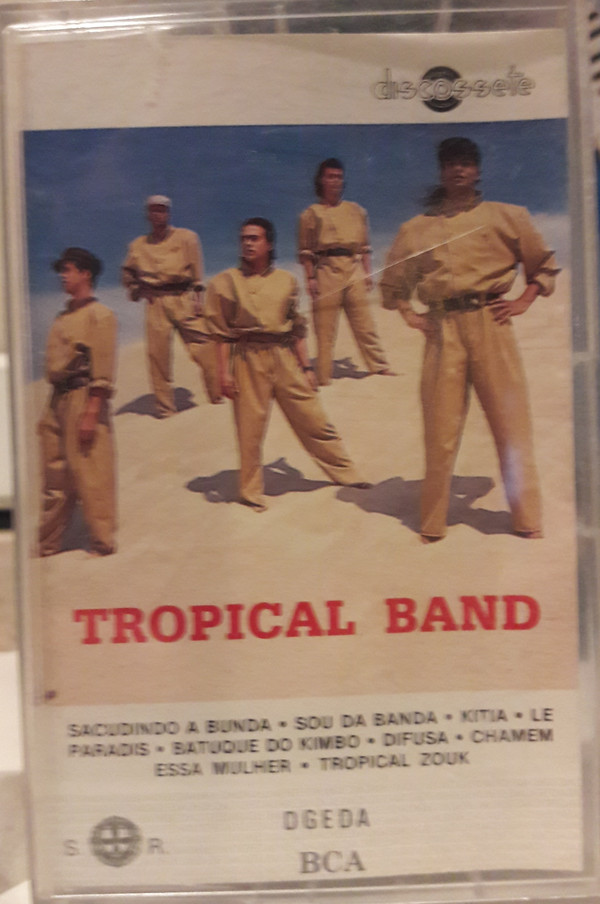 discossete
TROPICAL BAND
SACUDINDO A BUNDA • SOU DA BANDA • KITIA • LE
PARADIS • BATUQUE DO KIMBO • DIFUSA • CHAMEM
ESSA MULHER • TROPICAL ZOUK
OGEDA
S. R.
BCA